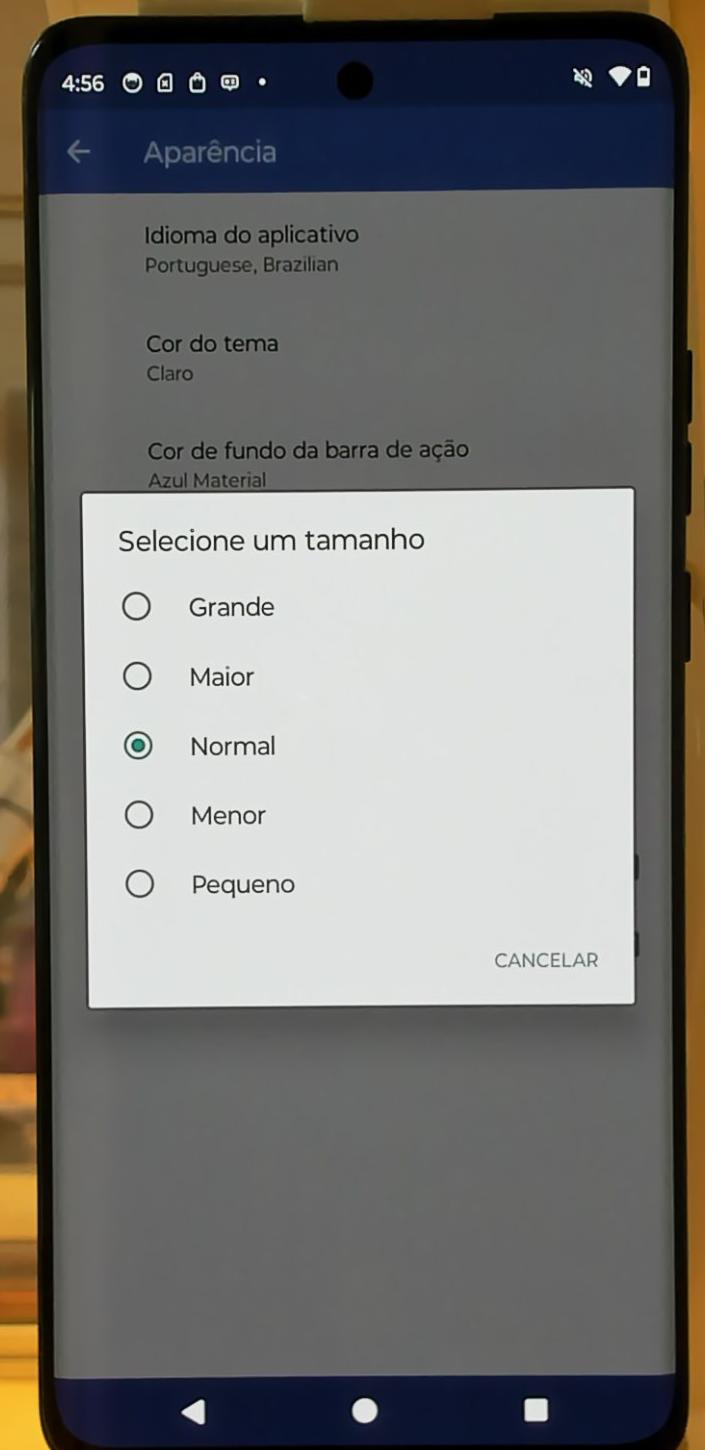 4:56
Aparência
Idioma do aplicativo
Portuguese, Brazilian
Cor do tema
Claro
Cor de fundo da barra de ação
Azul Material
Selecione um tamanho
Grande
Maior
Normal
Menor
Pequeno
CANCELAR